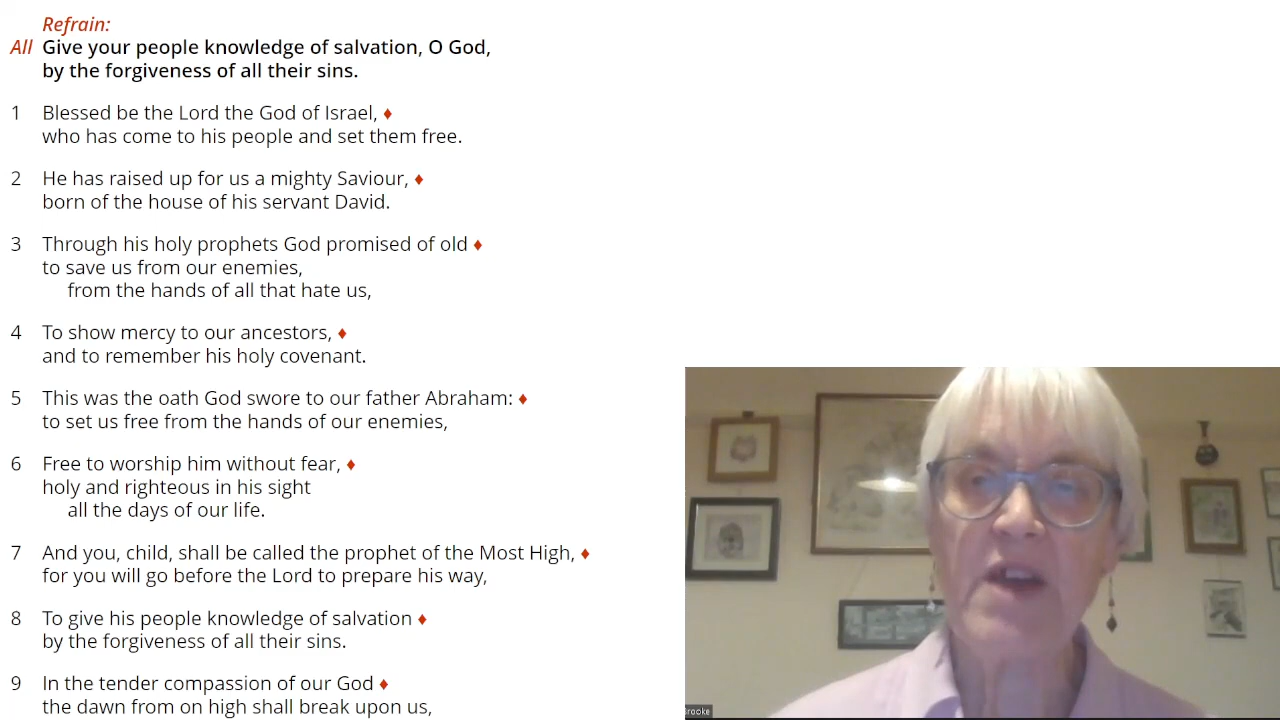 Refrain:
All Give your people knowledge of salvation, O God,
by the forgiveness of all their sins.
1 Blessed be the Lord the God of Israel, ♦
who has come to his people and set them free.
2 He has raised up for us a mighty Saviour, ♦
born of the house of his servant David.
3 Through his holy prophets God promised of old ♦
to save us from our enemies,
from the hands of all that hate us,
4 To show mercy to our ancestors, ♦
and to remember his holy covenant.
5 This was the oath God swore to our father Abraham: ♦
to set us free from the hands of our enemies,
6 Free to worship him without fear, ♦
holy and righteous in his sight
all the days of our life.
7 And you, child, shall be called the prophet of the Most High, ♦
for you will go before the Lord to prepare his way,
8 To give his people knowledge of salvation ♦
by the forgiveness of all their sins.
9 In the tender compassion of our God ♦
the dawn from on high shall break upon us,
Brooke